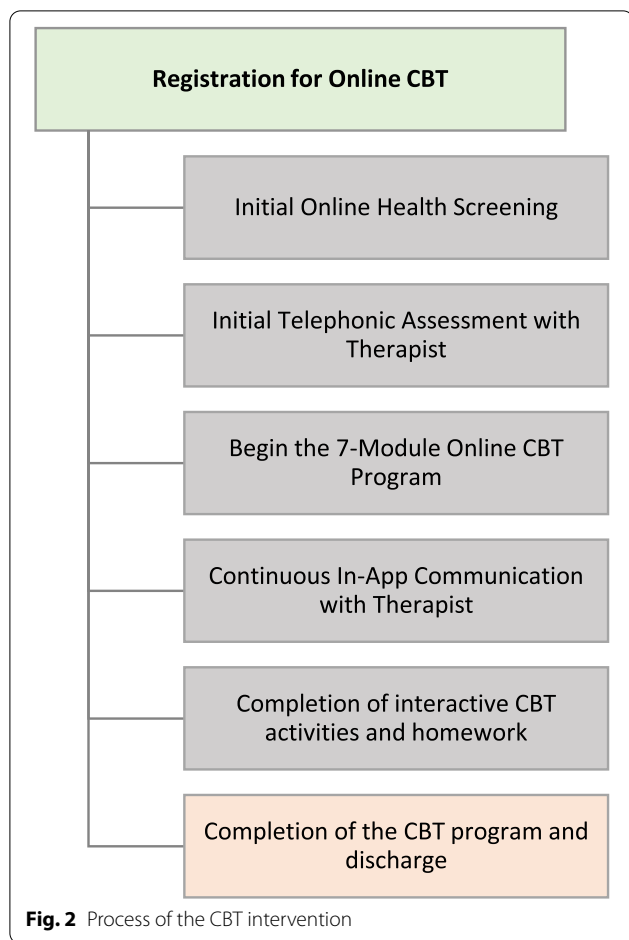 Registration for Online CBT
Initial Online Health Screening
Initial Telephonic Assessment with
Therapist
Begin the 7-Module Online CBT
Program
Continuous In-App Communication
with Therapist
Completion of interactive CBT
activities and homework
Completion of the CBT program and
discharge
Fig. 2 Process of the CBT intervention